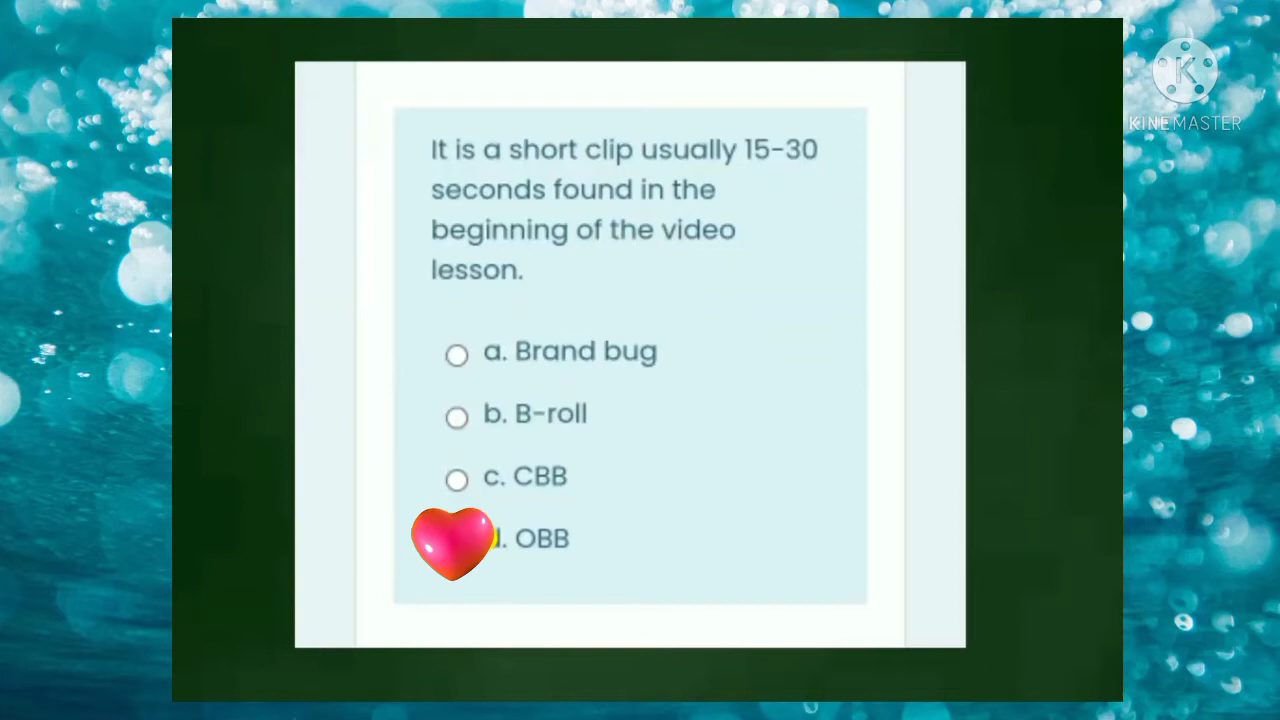 It is a short clip usually 15-30
seconds found in the
beginning of the video
lesson.
a. Brand bug
b. B-roll
c. CBB
d. OBB
K
KINEMASTER